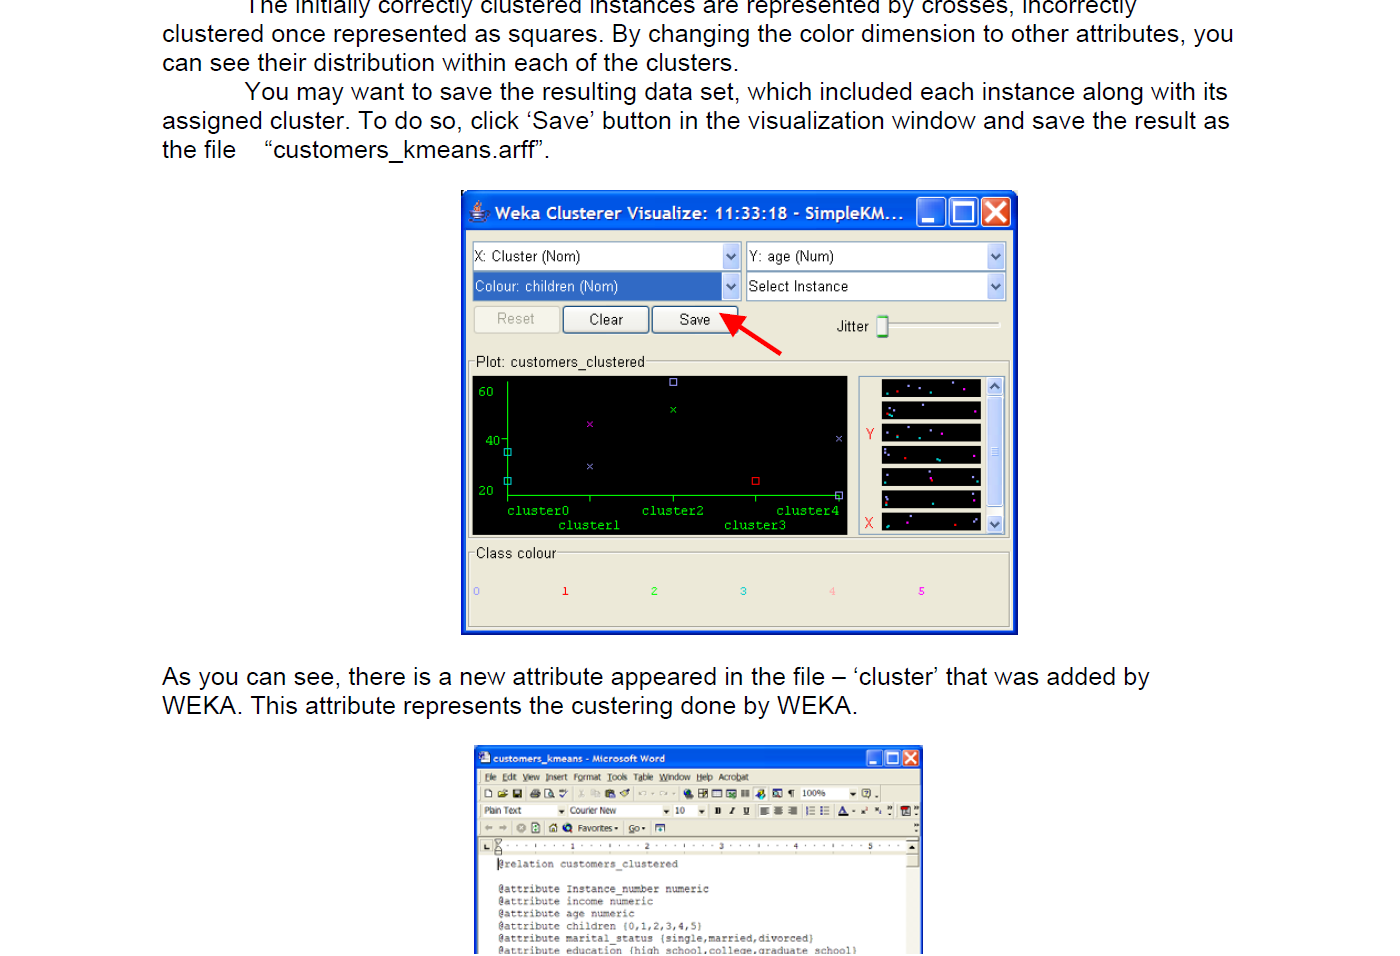 The initially correctly clustered instances are represented by crosses, incorrectly
clustered once represented as squares. By changing the color dimension to other attributes, you
can see their distribution within each of the clusters.
You may want to save the resulting data set, which included each instance along with its
assigned cluster. To do so, click ‘Save’ button in the visualization window and save the result as
the file “customers_kmeans.arff”.
Weka Clusterer Visualize: 11:33:18 - SimpleKM...
X: Cluster (Nom) Y: age (Num)
Colour: children (Nom) Select Instance
Reset Clear Save Jitter
Plot: customers_clustered
60
40
20
cluster0 cluster2 cluster4
cluster1 cluster3
Y
X
Class colour
0 1 2 3 4 5
As you can see, there is a new attribute appeared in the file – ‘cluster’ that was added by
WEKA. This attribute represents the custering done by WEKA.
customers_kmeans - Microsoft Word
File Edit View Insert Format Tools Table Window Help Acrobat
100%
Plain Text Courier New 10 B I U
Favorites Go
1 2 3 4 5
@relation customers_clustered
@attribute Instance_number numeric
@attribute income numeric
@attribute age numeric
@attribute children {0,1,2,3,4,5}
@attribute marital_status {single,married,divorced}
@attribute education {high school,college,graduate school}